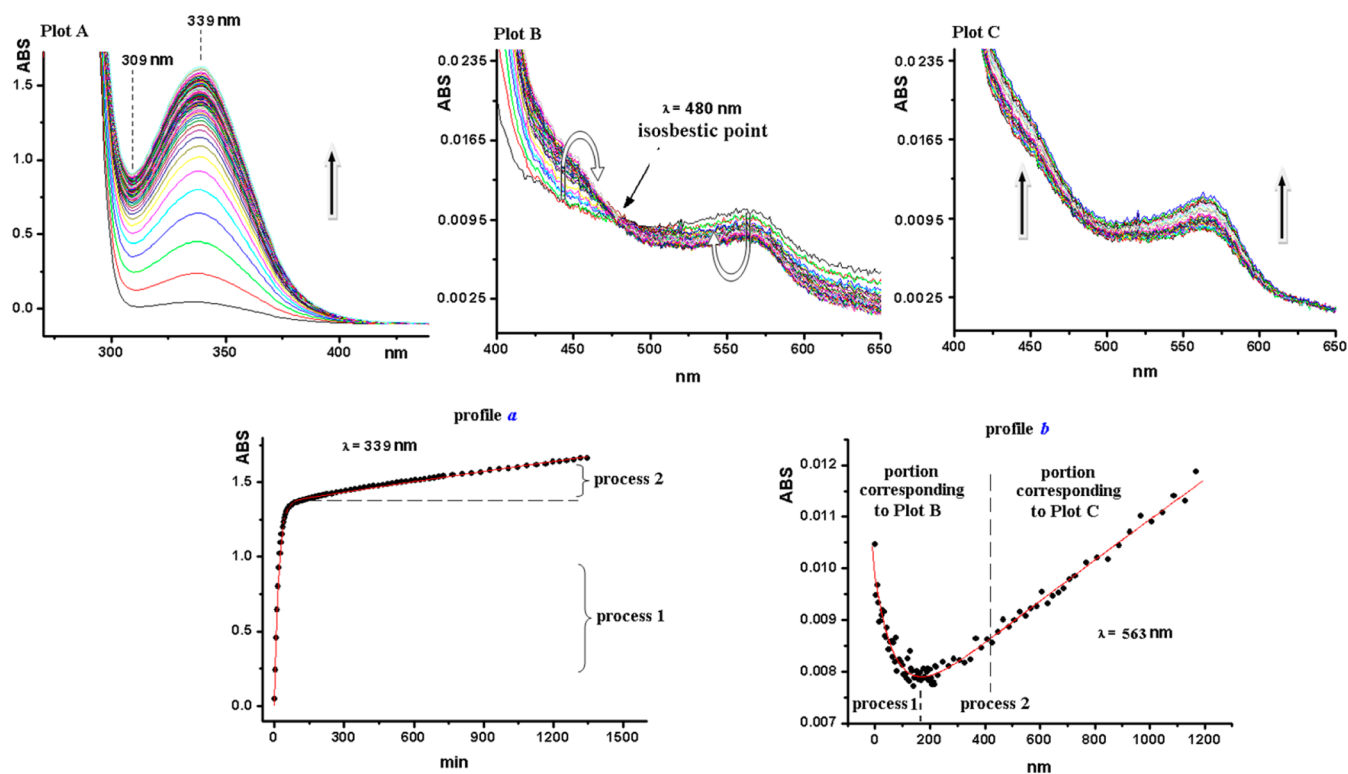 Plot A
339 nm
309 nm
ABS
1.5
1.0
0.5
0.0
300
350
400
nm
Plot B
ABS
0.0235
0.0165
0.0095
0.0025
λ = 480 nm
isosbestic point
400
450
500
550
600
650
nm
Plot C
ABS
0.0235
0.0165
0.0095
0.0025
400
450
500
550
600
650
nm
profile a
ABS
λ = 339 nm
1.5
1.0
0.5
0.0
process 2
process 1
0
300
600
900
1200
1500
min
profile b
ABS
0.012
0.011
0.010
0.009
0.008
0.007
portion
corresponding
to Plot B
portion
corresponding
to Plot C
λ = 563 nm
process 1
process 2
0
200
400
600
800
1000
1200
nm